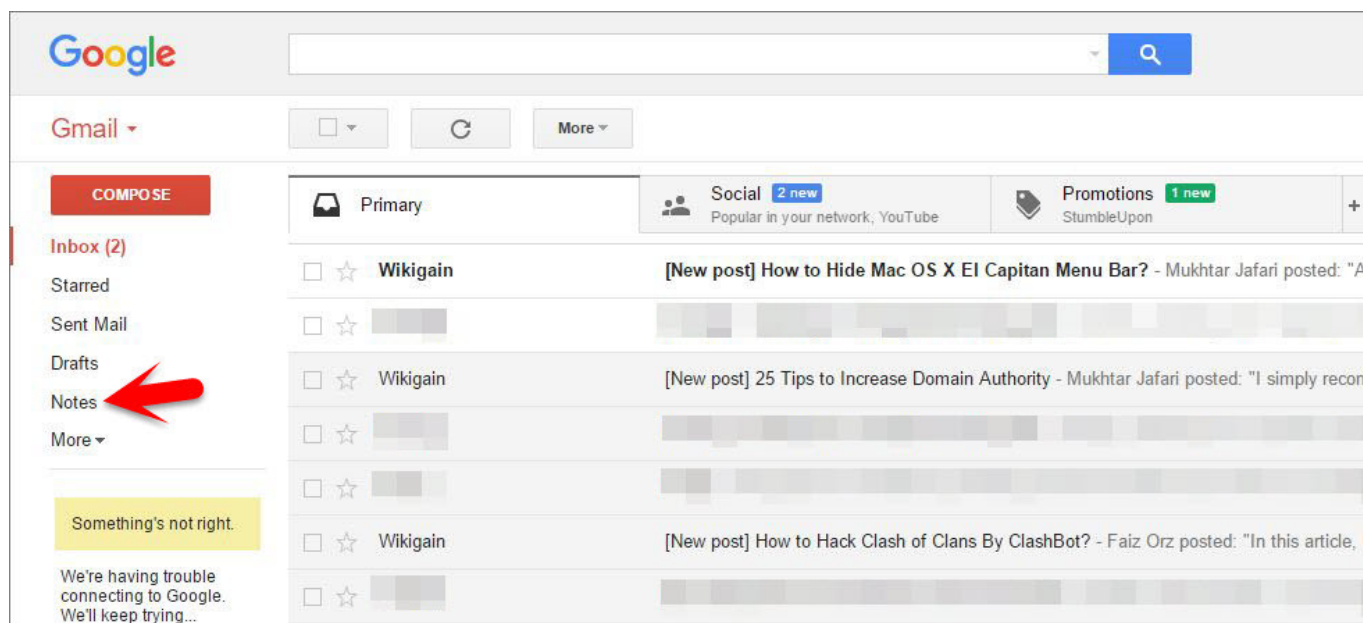 Google
Gmail
More
COMPOSE
Inbox (2)
Starred
Sent Mail
Drafts
Notes
More
Something's not right.
We're having trouble
connecting to Google.
We'll keep trying...
Primary
Social 2 new
Popular in your network, YouTube
Promotions 1 new
StumbleUpon
+
Wikigain [New post] How to Hide Mac OS X El Capitan Menu Bar? - Mukhtar Jafari posted: "A
Wikigain [New post] 25 Tips to Increase Domain Authority - Mukhtar Jafari posted: "I simply recom
Wikigain [New post] How to Hack Clash of Clans By ClashBot? - Faiz Orz posted: "In this article,